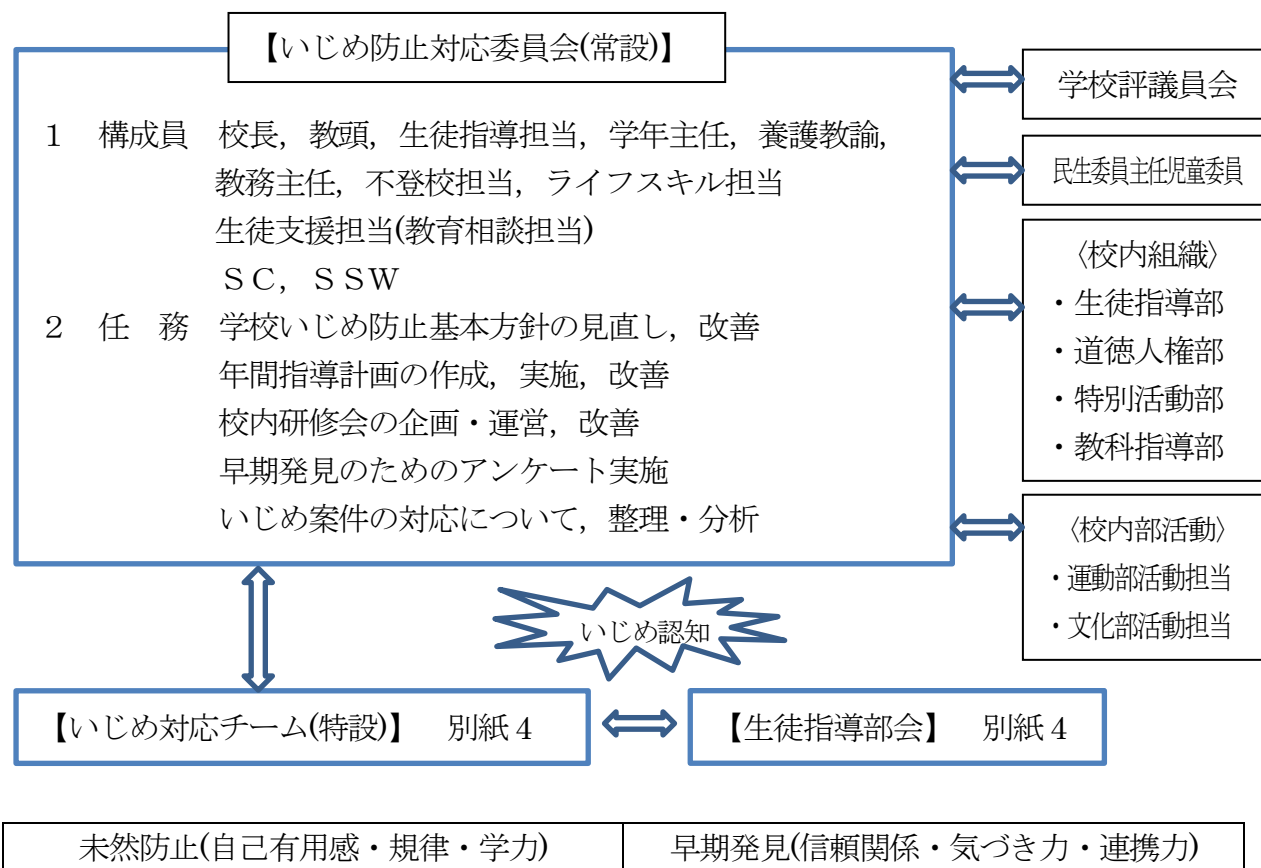 【いじめ防止対応委員会(常設)】
1 構成員 校長，教頭，生徒指導担当，学年主任，養護教諭，
教務主任，不登校担当，ライフスキル担当
生徒支援担当(教育相談担当)
ＳＣ，ＳＳＷ
2 任 務 学校いじめ防止基本方針の見直し，改善
年間指導計画の作成，実施，改善
校内研修会の企画・運営，改善
早期発見のためのアンケート実施
いじめ案件の対応について，整理・分析
学校評議員会
民生委員主任児童委員
〈校内組織〉
・生徒指導部
・道徳人権部
・特別活動部
・教科指導部
〈校内部活動〉
・運動部活動担当
・文化部活動担当
いじめ認知
【いじめ対応チーム(特設)】 別紙４
【生徒指導部会】 別紙４
未然防止(自己有用感・規律・学力)
早期発見(信頼関係・気づき力・連携力)